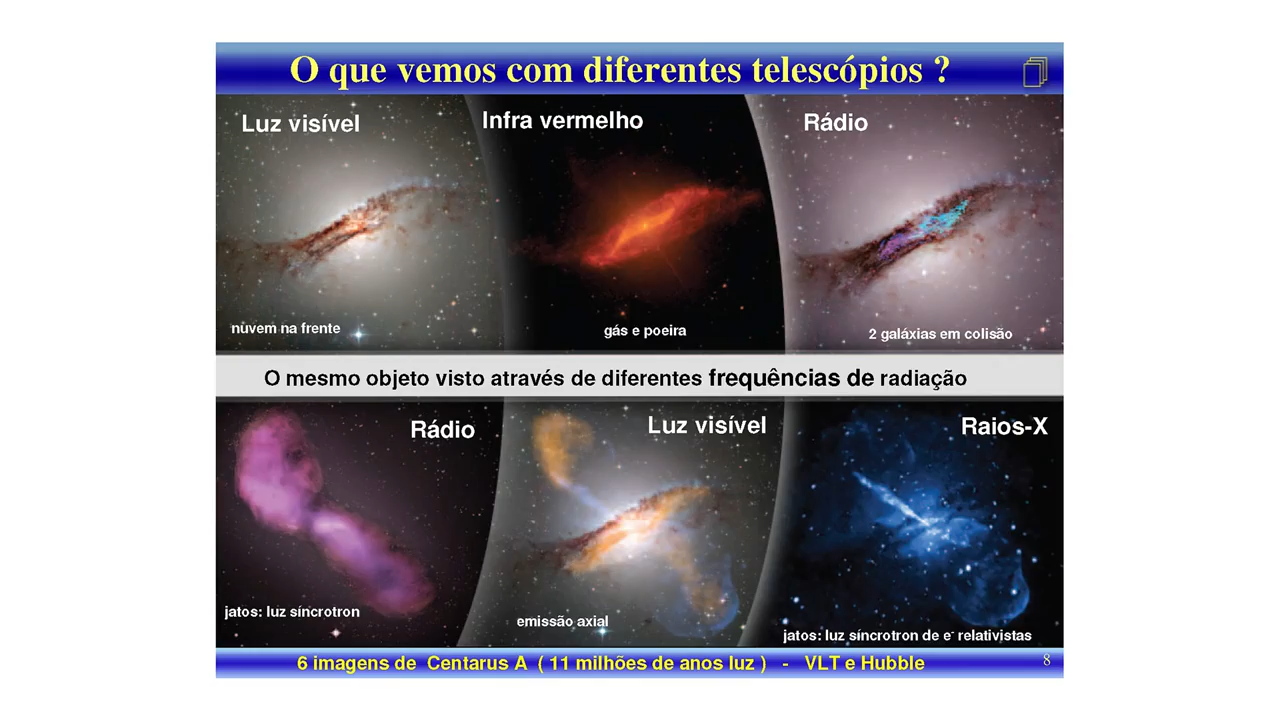 O que vemos com diferentes telescópios ?
Luz visível
Infra vermelho
Rádio
nuvem na frente
gás e poeira
2 galáxias em colisão
O mesmo objeto visto através de diferentes frequências de radiação
Rádio
Luz visível
Raios-X
jatos: luz síncrotron
emissão axial
jatos: luz síncrotron de e- relativistas
6 imagens de Centarus A ( 11 milhões de anos luz ) - VLT e Hubble
8